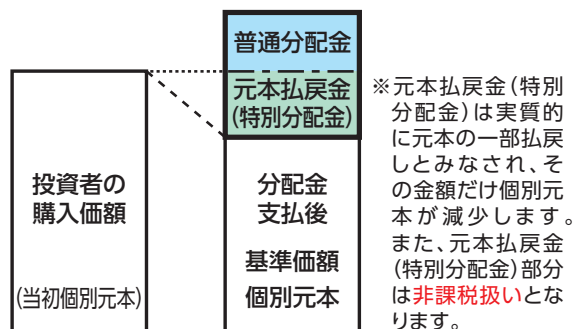 普通分配金
元本払戻金
(特別分配金)
投資者の
購入価額
(当初個別元本)
分配金
支払後
基準価額
個別元本
※元本払戻金(特別
分配金)は実質的
に元本の一部払戻
しとみなされ、そ
の金額だけ個別元
本が減少します。
また、元本払戻金
(特別分配金)部分
は非課税扱いとな
ります。